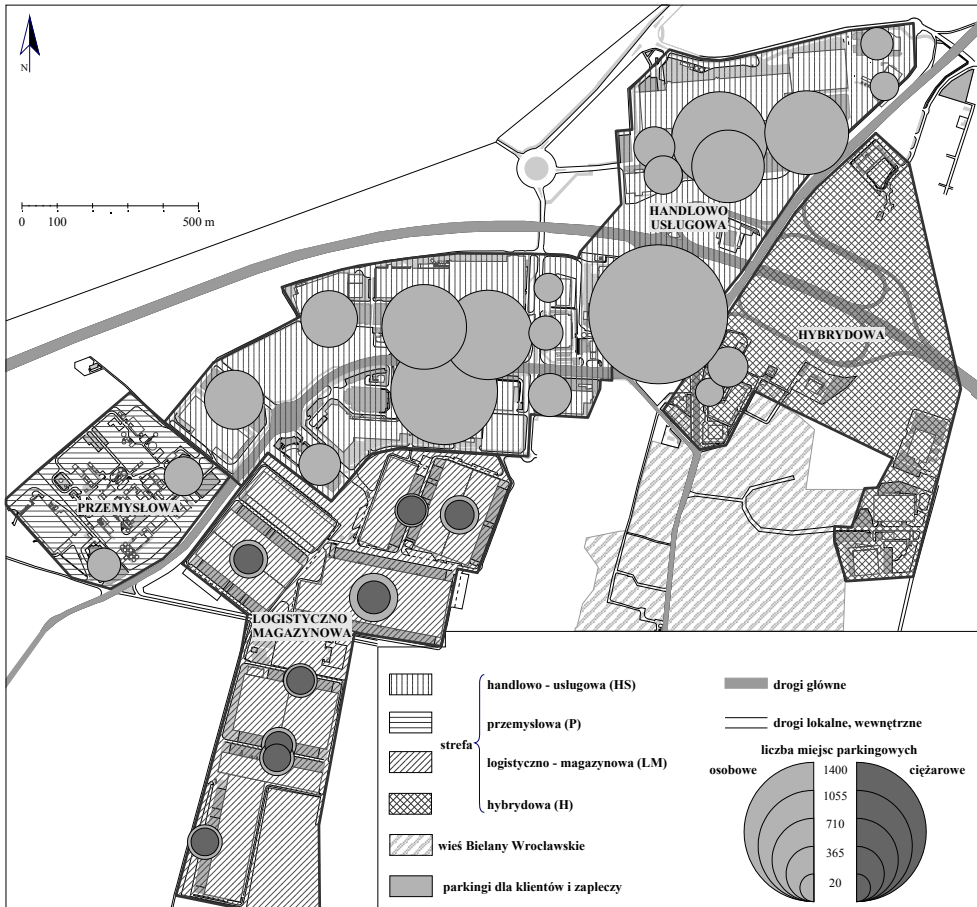 N
0 100 500 m
HANDLOWO
USŁUGOWA
HYBRYDOWA
PRZEMYSŁOWA
LOGISTYCZNO
MAGAZYNOWA
strefa
handlowo - usługowa (HS)
przemysłowa (P)
logistyczno - magazynowa (LM)
hybrydowa (H)
wieś Bielany Wrocławskie
parkingi dla klientów i zapleczy
drogi główne
drogi lokalne, wewnętrzne
liczba miejsc parkingowych
osobowe 1400 ciężarowe
1055
710
365
20